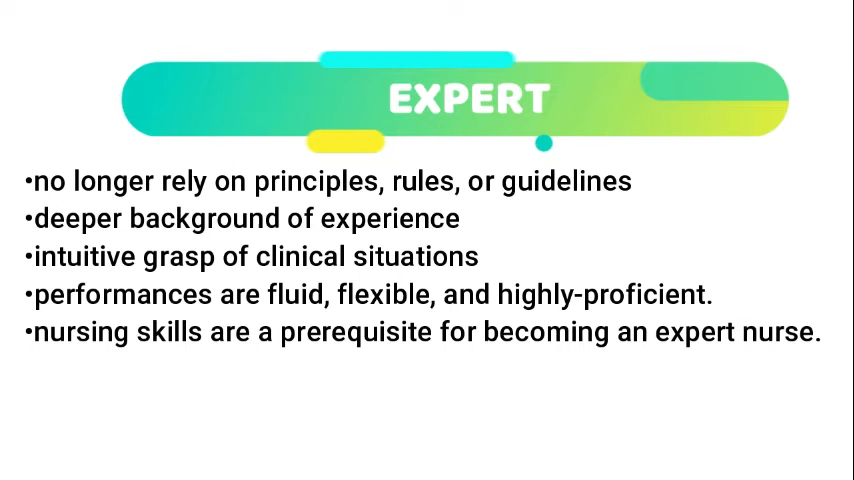 EXPERT
•no longer rely on principles, rules, or guidelines
•deeper background of experience
•intuitive grasp of clinical situations
•performances are fluid, flexible, and highly-proficient.
•nursing skills are a prerequisite for becoming an expert nurse.